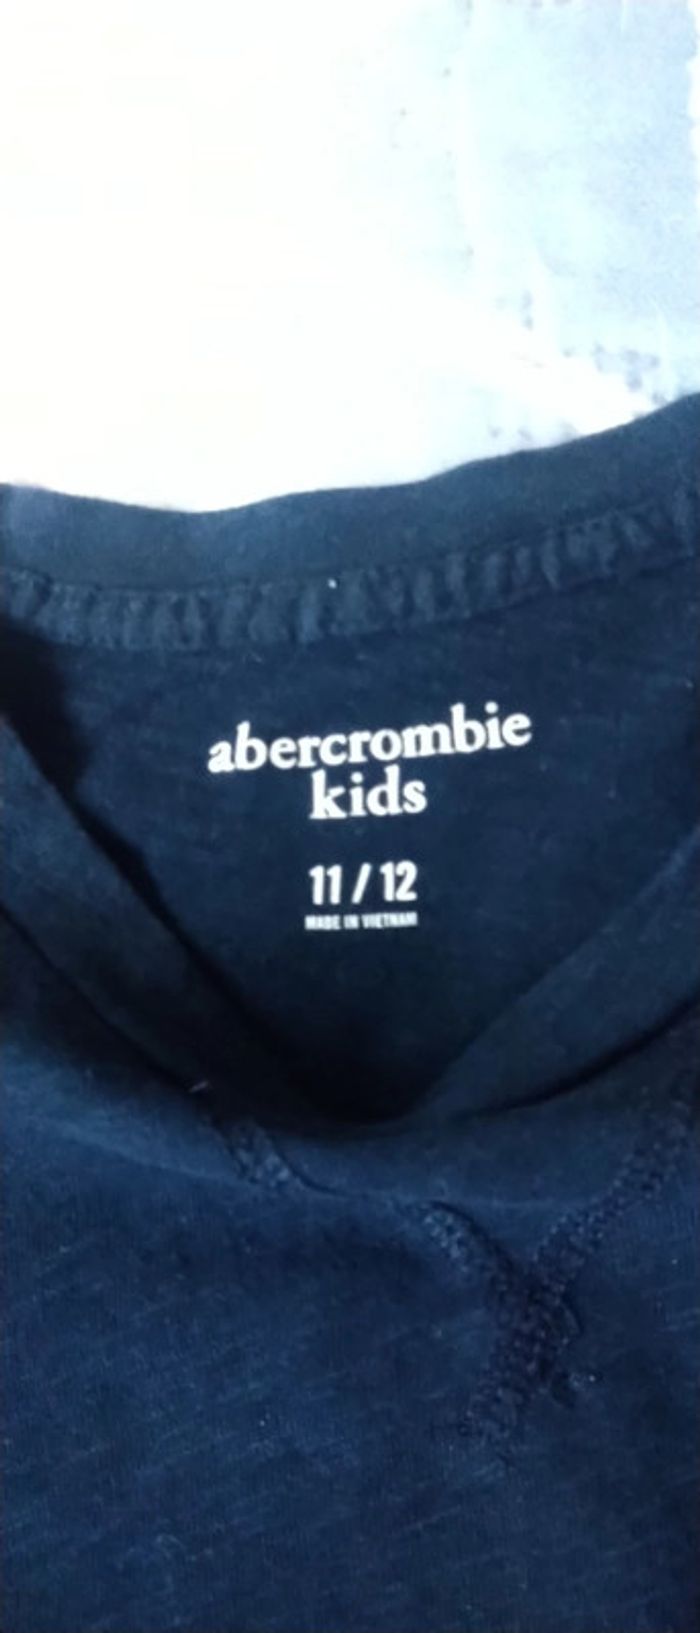 abercrombie
kids
11 / 12
MADE IN VIETNAM